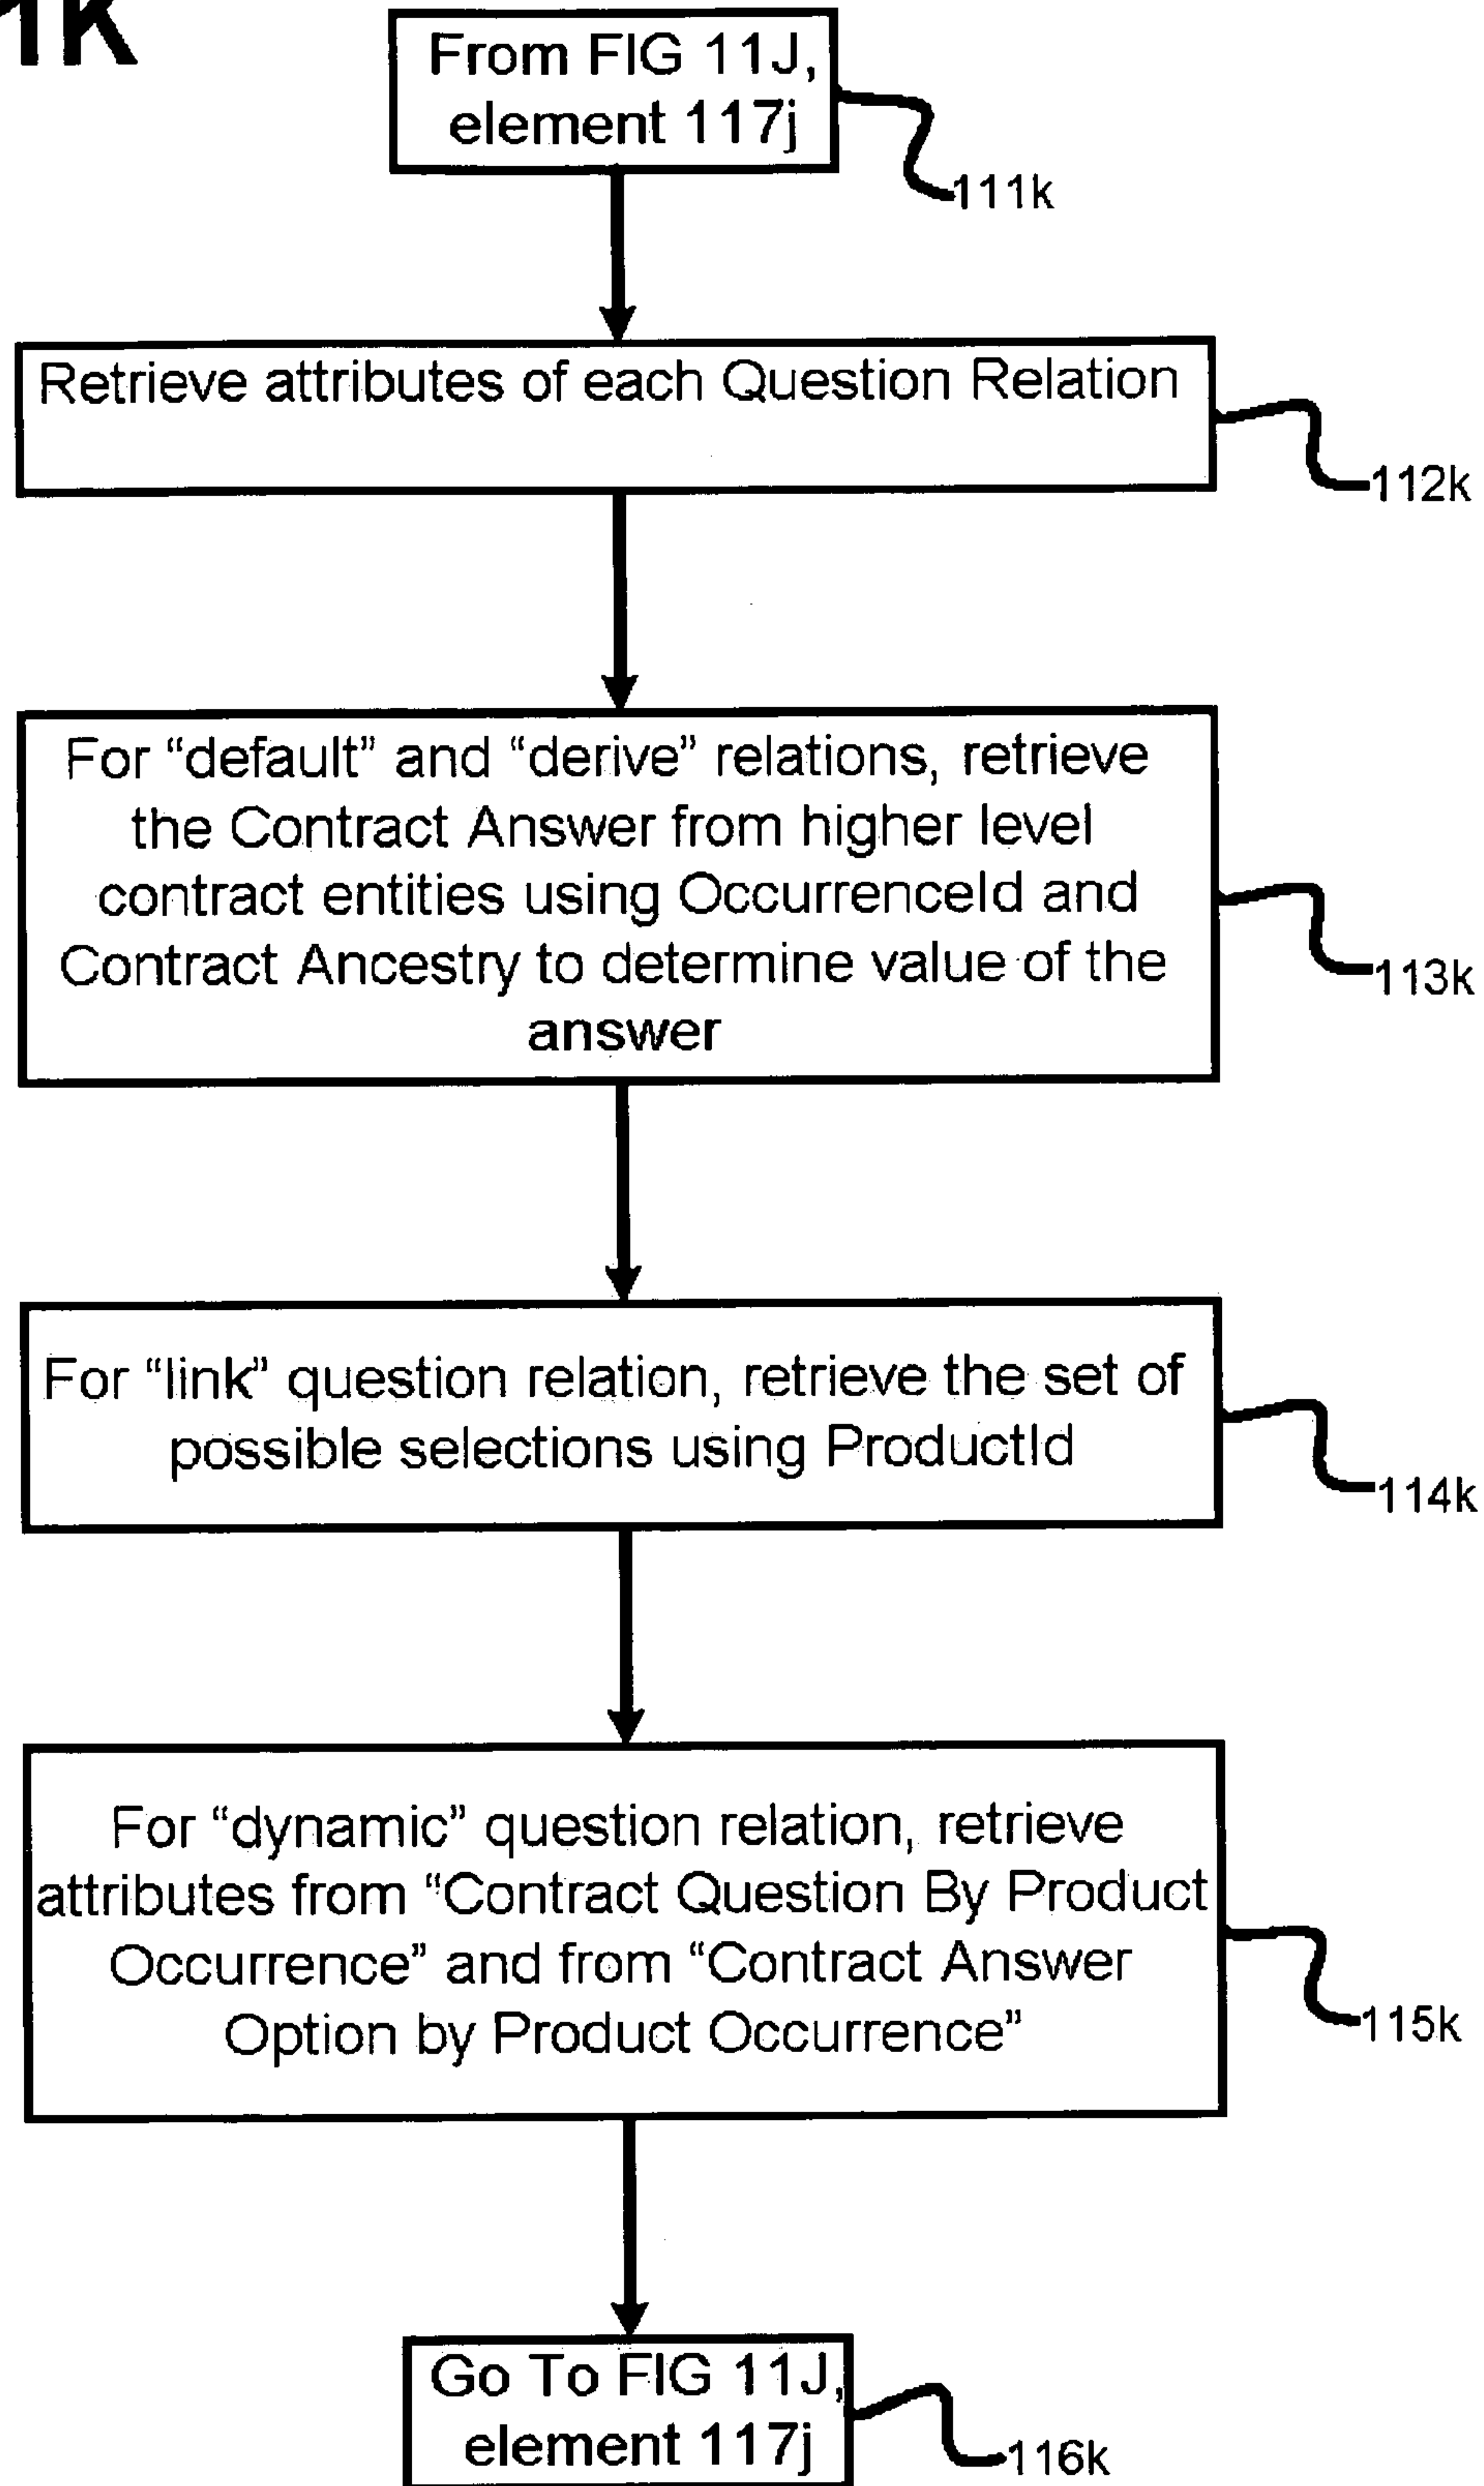 1K
From FIG 11J,
element 117j
111k
Retrieve attributes of each Question Relation
112k
For “default” and “derive” relations, retrieve
the Contract Answer from higher level
contract entities using OccurrenceId and
Contract Ancestry to determine value of the
answer
113k
For “link” question relation, retrieve the set of
possible selections using ProductId
114k
For “dynamic” question relation, retrieve
attributes from “Contract Question By Product
Occurrence” and from “Contract Answer
Option by Product Occurrence”
115k
Go To FIG 11J,
element 117j
116k